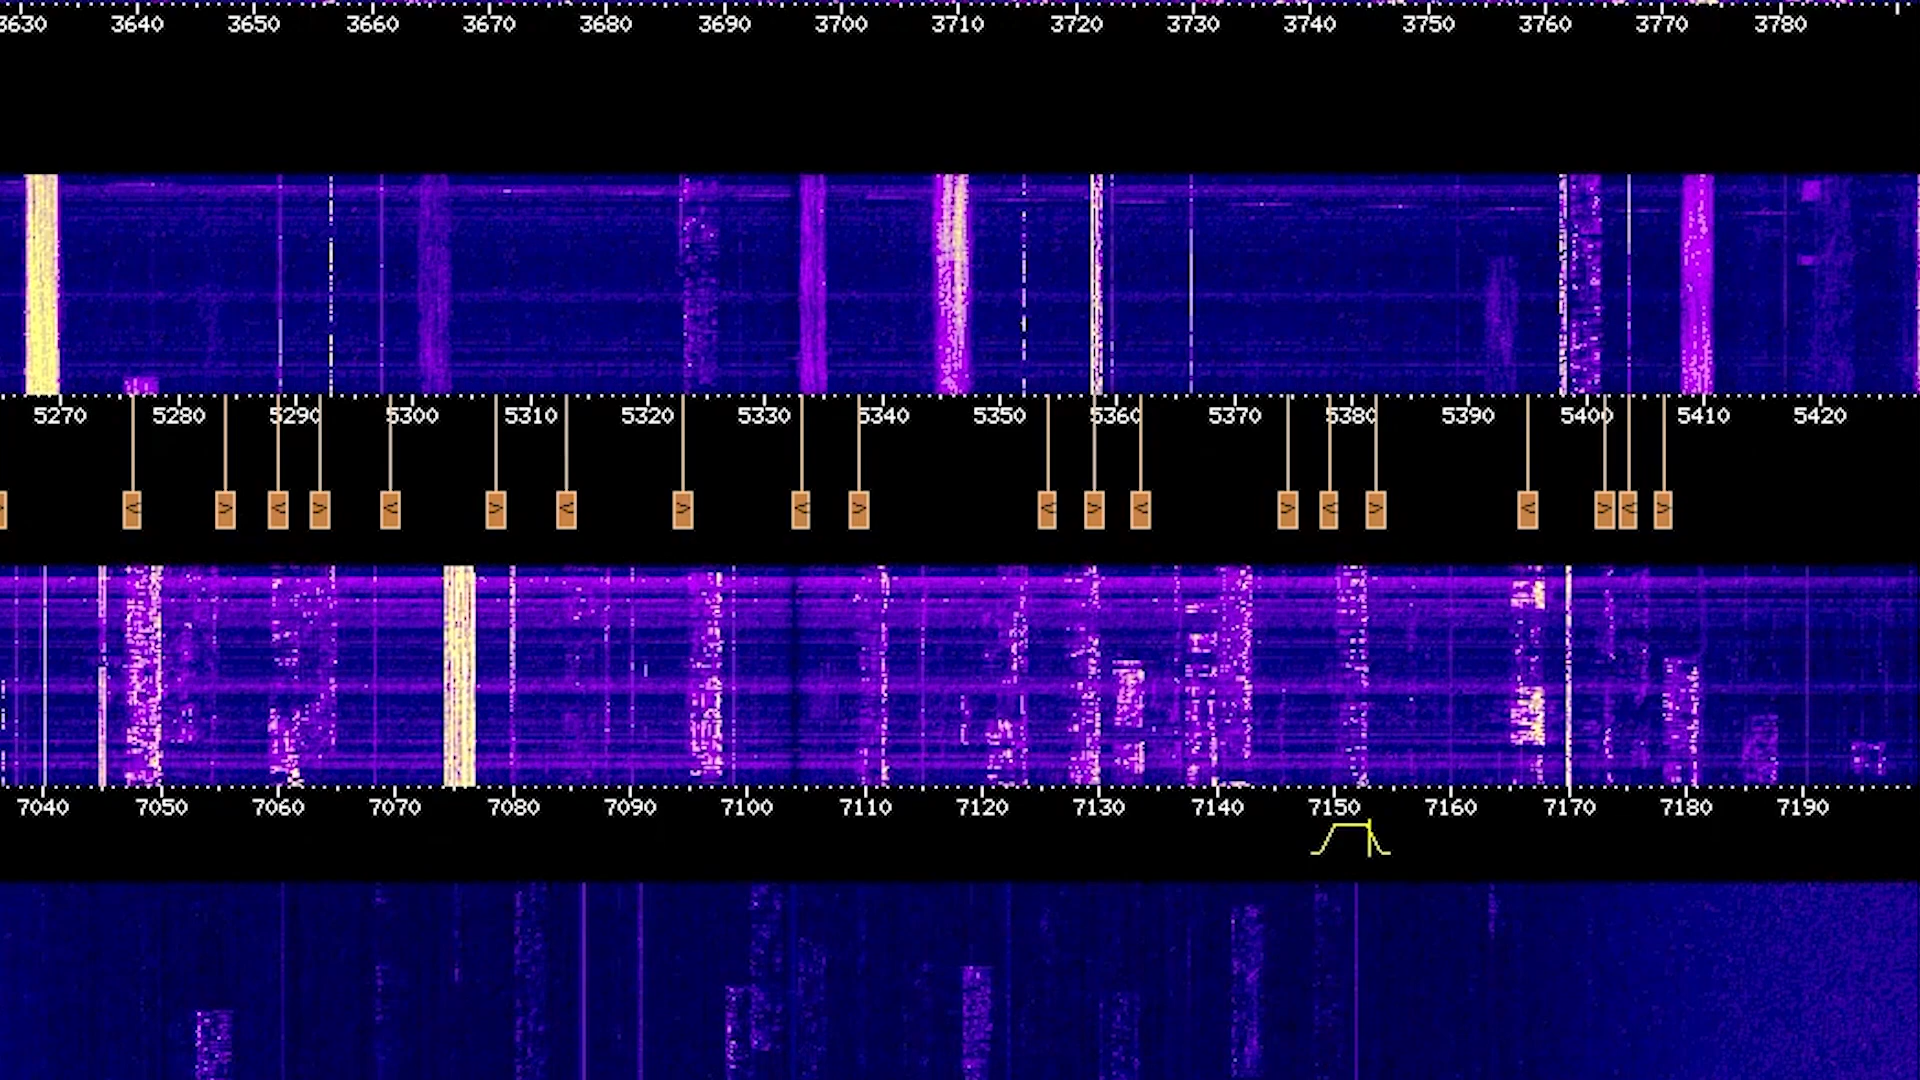 3630 3640 3650 3660 3670 3680 3690 3700 3710 3720 3730 3740 3750 3760 3770 3780
5270 5280 5290 5300 5310 5320 5330 5340 5350 5360 5370 5380 5390 5400 5410 5420
< > < > < > < > < > < > < > < > < > < >
7040 7050 7060 7070 7080 7090 7100 7110 7120 7130 7140 7150 7160 7170 7180 7190